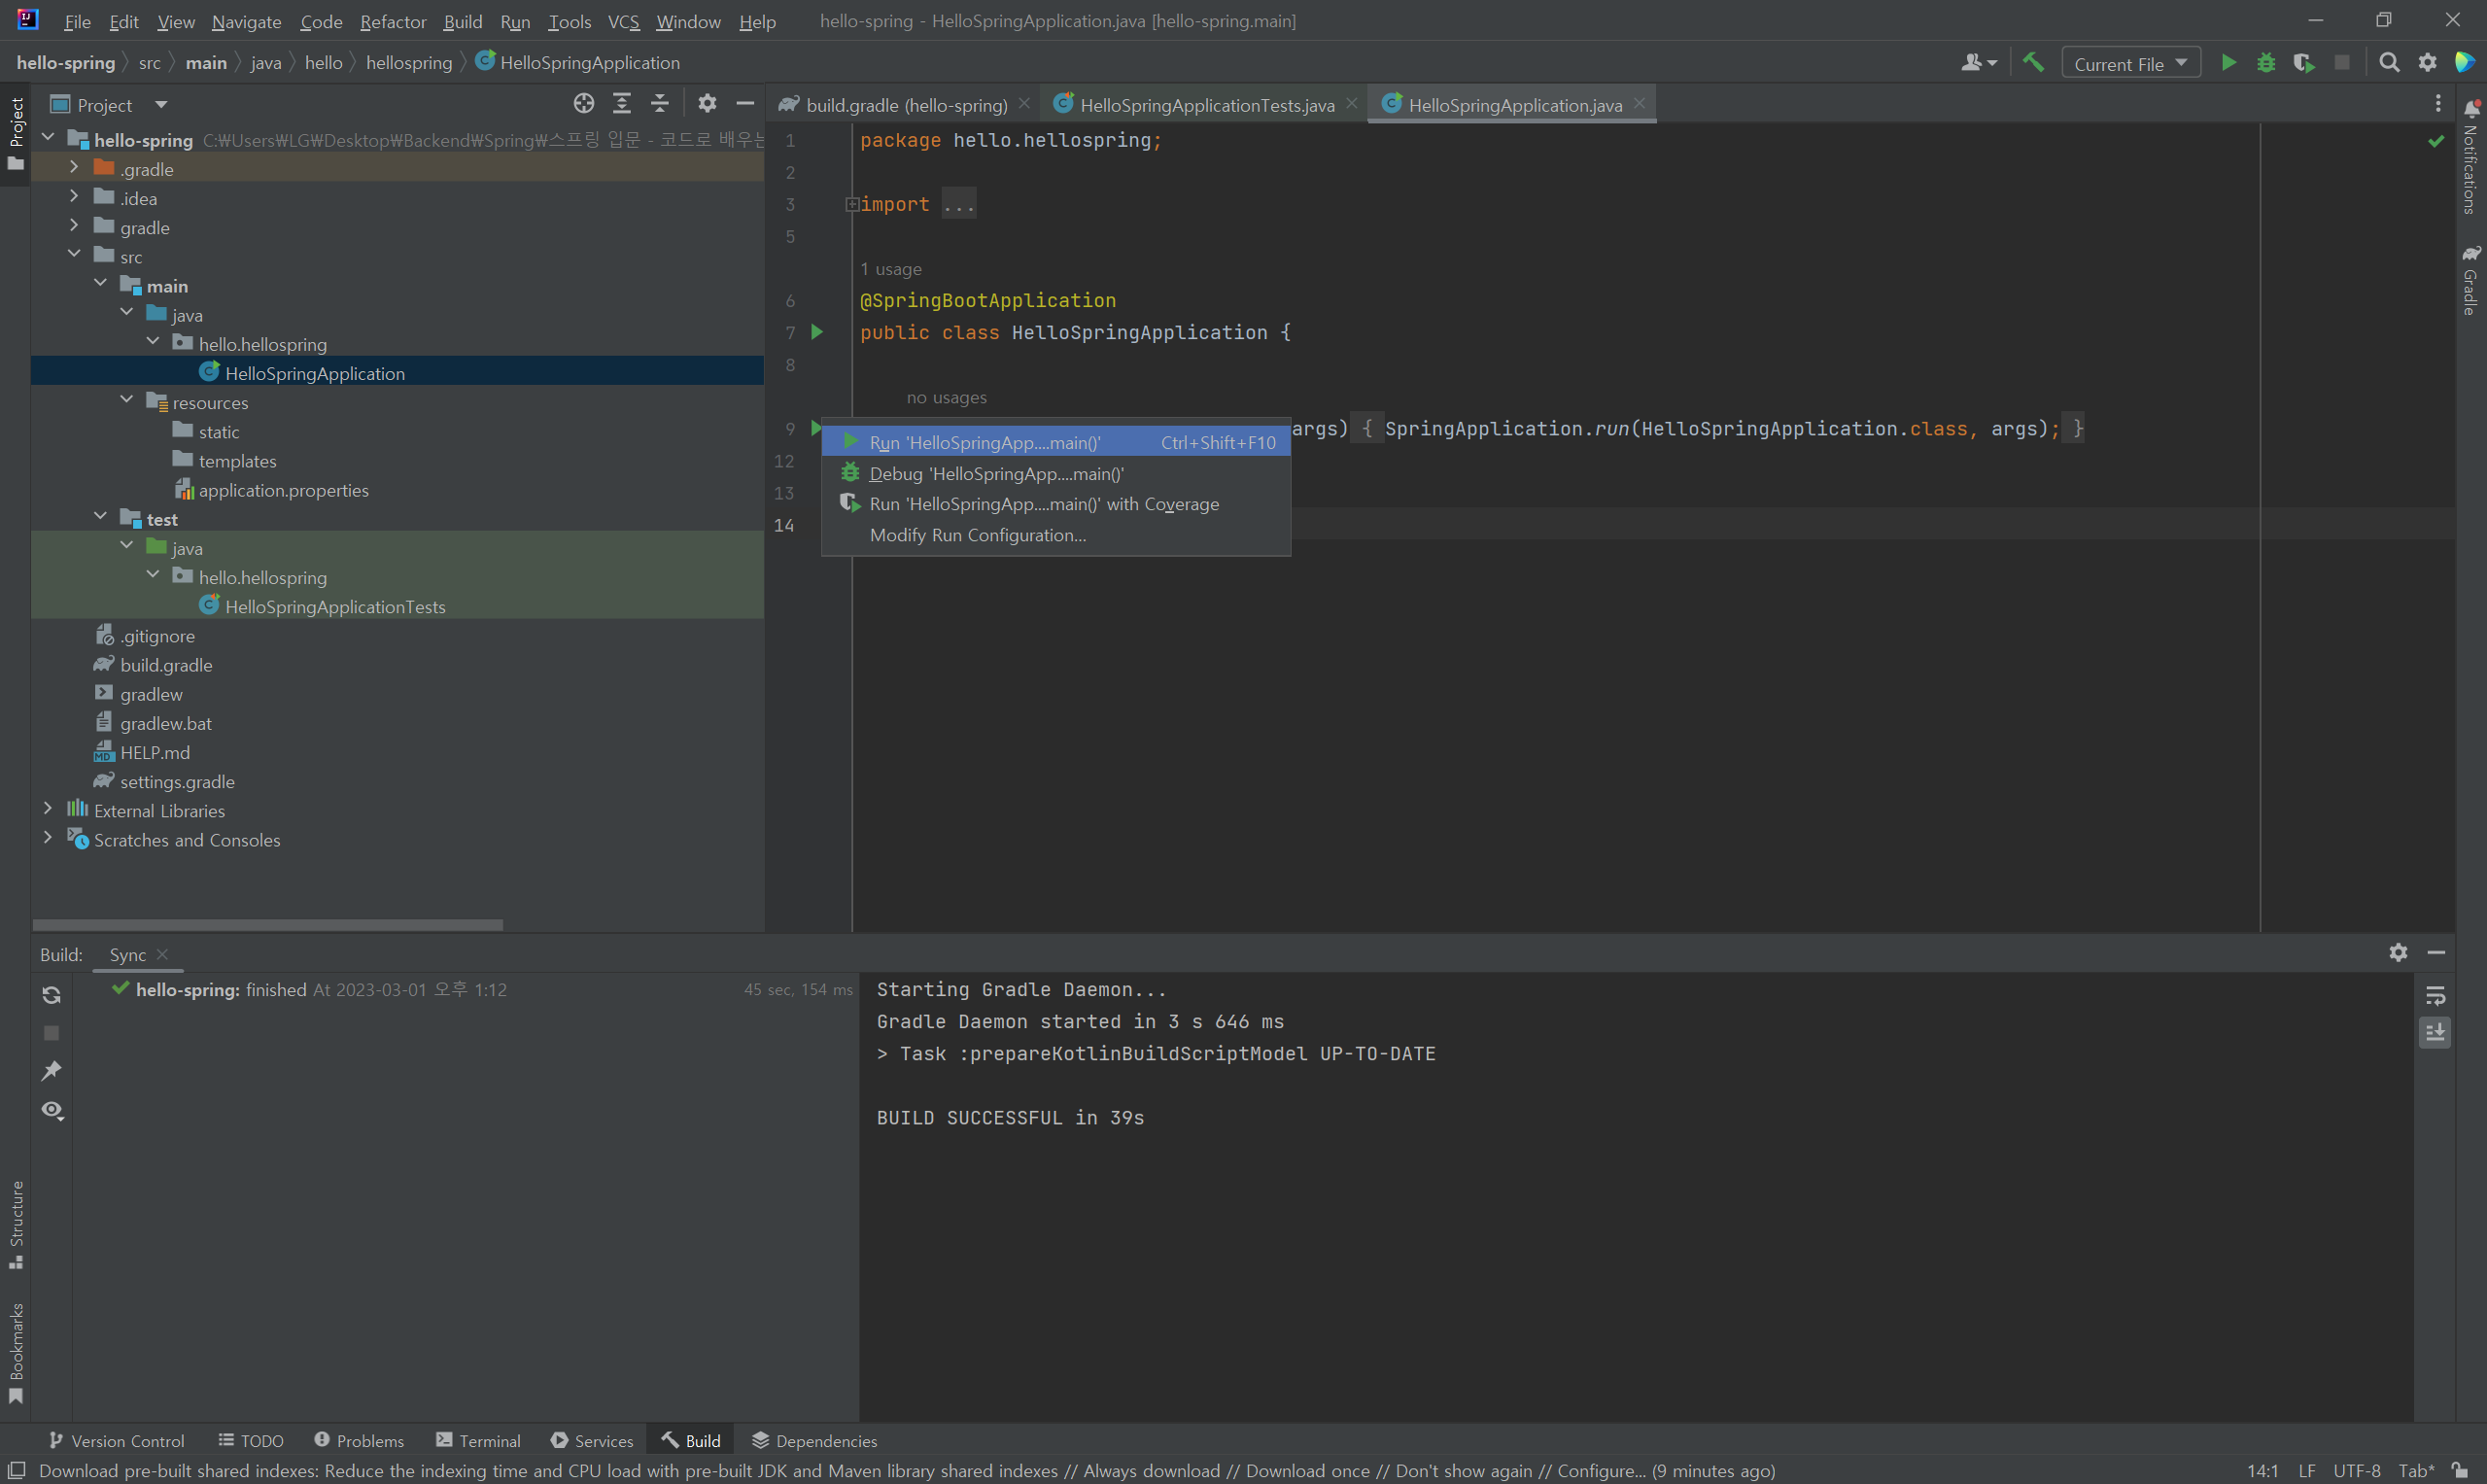 File Edit View Navigate Code Refactor Build Run Tools VCS Window Help hello-spring - HelloSpringApplication.java [hello-spring.main]
hello-spring src main java hello hellospring HelloSpringApplication Current File
Project
Project
hello-spring C:₩Users₩LG₩Desktop₩Backend₩Spring₩스프링 입문 - 코드로 배우는
.gradle
.idea
gradle
src
main
java
hello.hellospring
HelloSpringApplication
resources
static
templates
application.properties
test
java
hello.hellospring
HelloSpringApplicationTests
.gitignore
build.gradle
gradlew
gradlew.bat
HELP.md
settings.gradle
External Libraries
Scratches and Consoles
build.gradle (hello-spring) HelloSpringApplicationTests.java HelloSpringApplication.java
1 package hello.hellospring;
2
3 import ...
5
1 usage
6 @SpringBootApplication
7 public class HelloSpringApplication {
8
no usages
9 args) { SpringApplication.run(HelloSpringApplication.class, args); }
12
13
14
Run 'HelloSpringApp....main()' Ctrl+Shift+F10
Debug 'HelloSpringApp....main()'
Run 'HelloSpringApp....main()' with Coverage
Modify Run Configuration...
Notifications
Gradle
Build: Sync
hello-spring: finished At 2023-03-01 오후 1:12 45 sec, 154 ms
Starting Gradle Daemon...
Gradle Daemon started in 3 s 646 ms
> Task :prepareKotlinBuildScriptModel UP-TO-DATE
BUILD SUCCESSFUL in 39s
Structure
Bookmarks
Version Control TODO Problems Terminal Services Build Dependencies
Download pre-built shared indexes: Reduce the indexing time and CPU load with pre-built JDK and Maven library shared indexes // Always download // Download once // Don't show again // Configure... (9 minutes ago) 14:1 LF UTF-8 Tab*